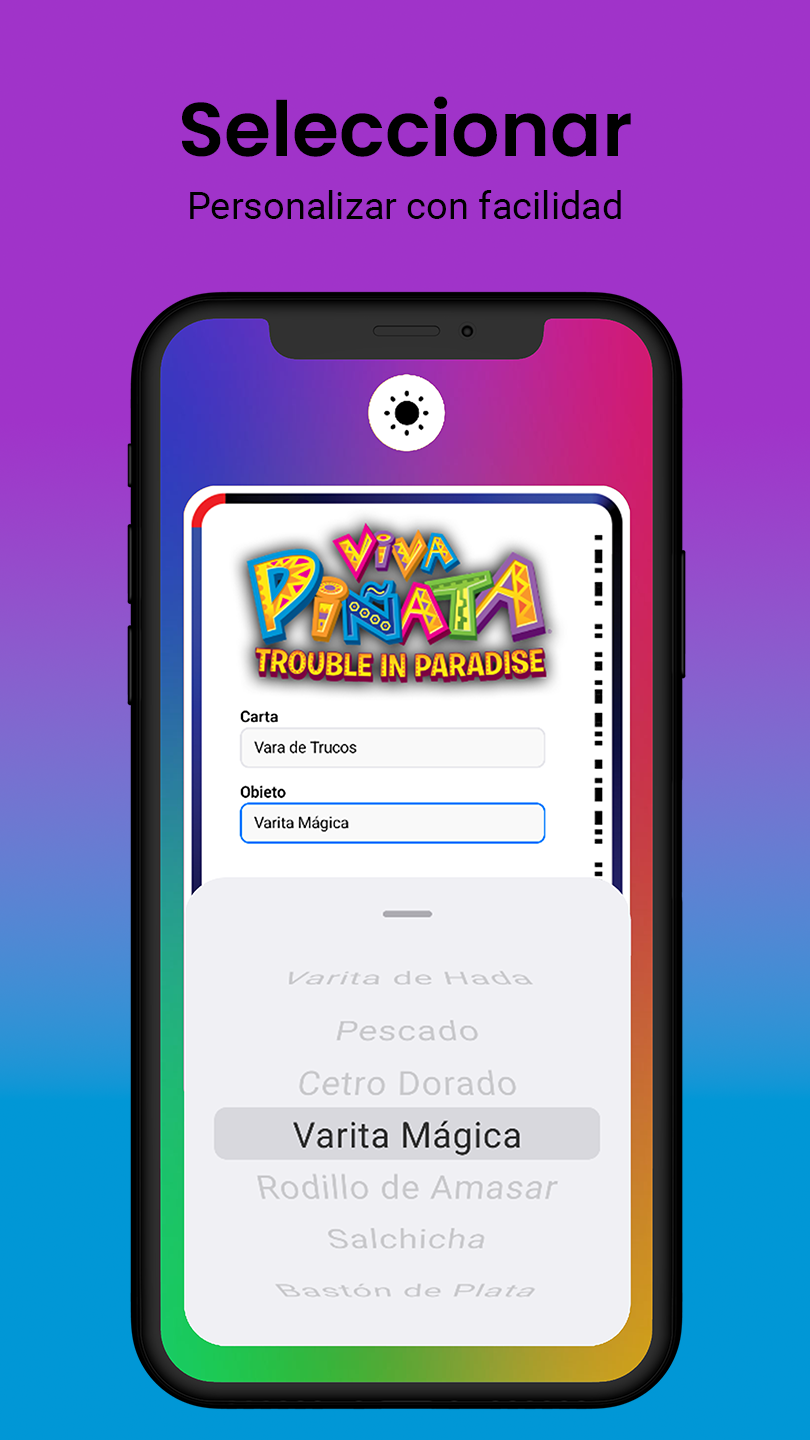 Seleccionar
Personalizar con facilidad
VIVA
PIÑATA
TROUBLE IN PARADISE
Carta
Vara de Trucos
Obieto
Varita Mágica
Varita de Hada
Pescado
Cetro Dorado
Varita Mágica
Rodillo de Amasar
Salchicha
Bastón de Plata